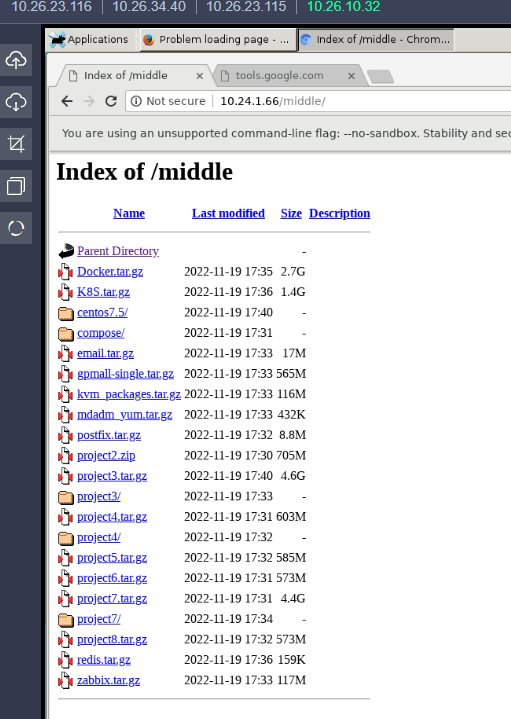 10.26.23.116 10.26.34.40 10.26.23.115 10.26.10.32
Applications Problem loading page - ... Index of /middle - Chrom...
Index of /middle tools.google.com
Not secure 10.24.1.66/middle/
You are using an unsupported command-line flag: --no-sandbox. Stability and sec
Index of /middle
Name Last modified Size Description
Parent Directory -
Docker.tar.gz 2022-11-19 17:35 2.7G
K8S.tar.gz 2022-11-19 17:36 1.4G
centos7.5/ 2022-11-19 17:40 -
compose/ 2022-11-19 17:31 -
email.tar.gz 2022-11-19 17:33 17M
gpmall-single.tar.gz 2022-11-19 17:33 565M
kvm_packages.tar.gz 2022-11-19 17:33 116M
mdadm_yum.tar.gz 2022-11-19 17:33 432K
postfix.tar.gz 2022-11-19 17:32 8.8M
project2.zip 2022-11-19 17:30 705M
project3.tar.gz 2022-11-19 17:40 4.6G
project3/ 2022-11-19 17:33 -
project4.tar.gz 2022-11-19 17:31 603M
project4/ 2022-11-19 17:32 -
project5.tar.gz 2022-11-19 17:32 585M
project6.tar.gz 2022-11-19 17:31 573M
project7.tar.gz 2022-11-19 17:31 4.4G
project7/ 2022-11-19 17:34 -
project8.tar.gz 2022-11-19 17:32 573M
redis.tar.gz 2022-11-19 17:36 159K
zabbix.tar.gz 2022-11-19 17:33 117M